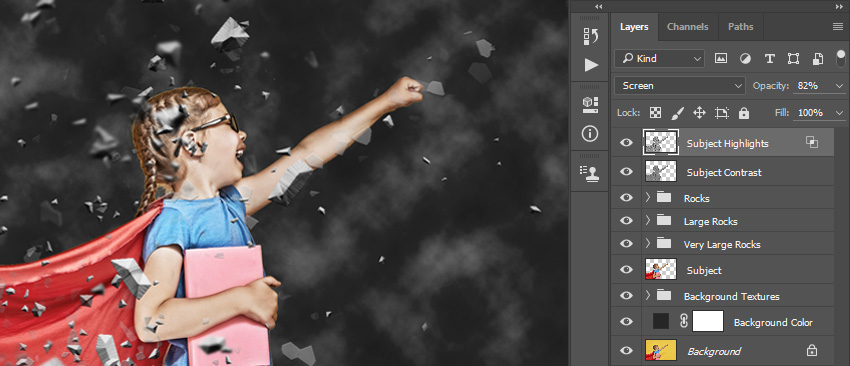 Layers Channels Paths
Kind
Screen Opacity: 82%
Lock: Fill: 100%
Subject Highlights
Subject Contrast
Rocks
Large Rocks
Very Large Rocks
Subject
Background Textures
Background Color
Background